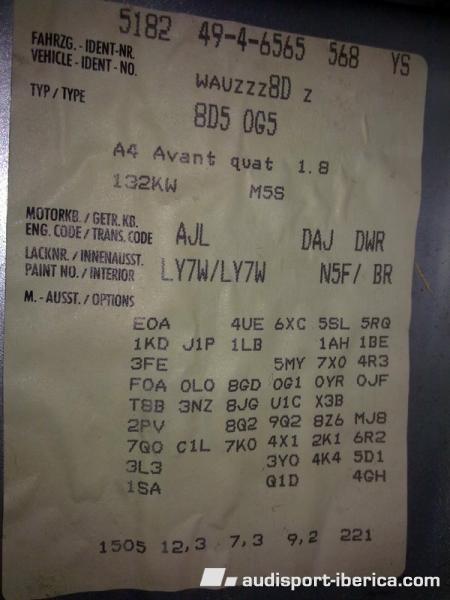 5182 49-4-6565 568 YS
FAHRZG. - IDENT-NR.
VEHICLE - IDENT - NO.
WAUZZZ8D Z
TYP / TYPE
8D5 0G5
A4 Avant quat 1.8
132KW M5S
MOTORKB. / GETR. KB.
ENG. CODE / TRANS. CODE
AJL DAJ DWR
LACKNR. / INNENAUSST.
PAINT NO. / INTERIOR
LY7W/LY7W N5F/ BR
M. - AUSST. / OPTIONS
E0A 4UE 6XC 5SL 5RQ
1KD J1P 1LB 1AH 1BE
3FE 5MY 7X0 4R3
F0A 0L0 8GD 0G1 0YR 0JF
T8B 3NZ 8JG U1C X3B
2PV 8Q2 9Q2 8Z6 MJ8
7Q0 C1L 7K0 4X1 2K1 6R2
3L3 3Y0 4K4 5D1
1SA Q1D 4GH
1505 12,3 7,3 9,2 221
audisport-iberica.com